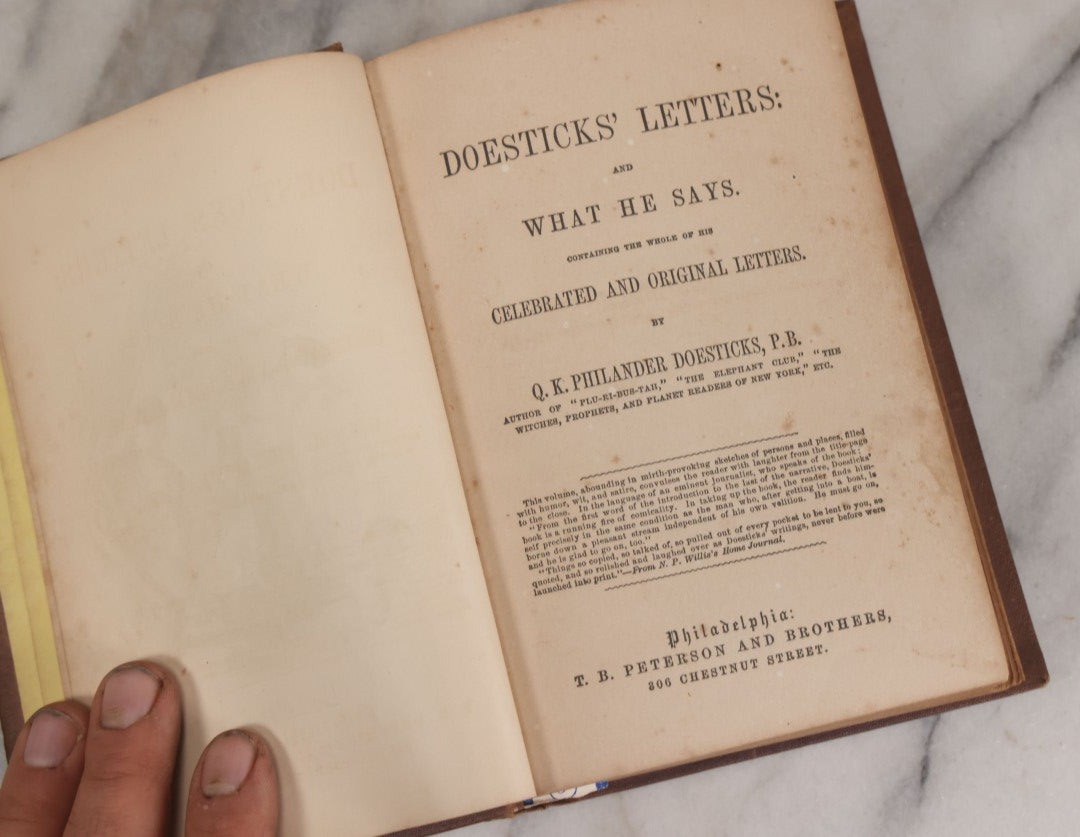 DOESTICKS' LETTERS:
AND
WHAT HE SAYS.
CONTAINING THE WHOLE OF HIS
CELEBRATED AND ORIGINAL LETTERS.
BY
Q. K. PHILANDER DOESTICKS, P.B.
AUTHOR OF "PLU-RI-BUS-TAH," "THE ELEPHANT CLUB," "THE
WITCHES, PROPHETS, AND PLANET READERS OF NEW YORK," ETC.
This volume, abounding in mirth-provoking sketches of persons and places, filled
with humor, wit, and satire, convulses the reader with laughter from the title-page
to the close. In the language of an eminent journalist, who speaks of the book:
"From the first word of the introduction to the last of the narrative, Doesticks'
book is a running fire of comicality. In taking up the book, the reader finds him-
self precisely in the same condition as the man who, after getting into a boat, is
borne down a pleasant stream independent of his own volition. He must go on,
and he is glad to go on, too."
"Things so copied, so talked of, so pulled out of every pocket to be lent to you, so
quoted, and so relished and laughed over as Doesticks' writings, never before were
launched into print."—From N. P. Willis's Home Journal.
Philadelphia:
T. B. PETERSON AND BROTHERS,
306 CHESTNUT STREET.